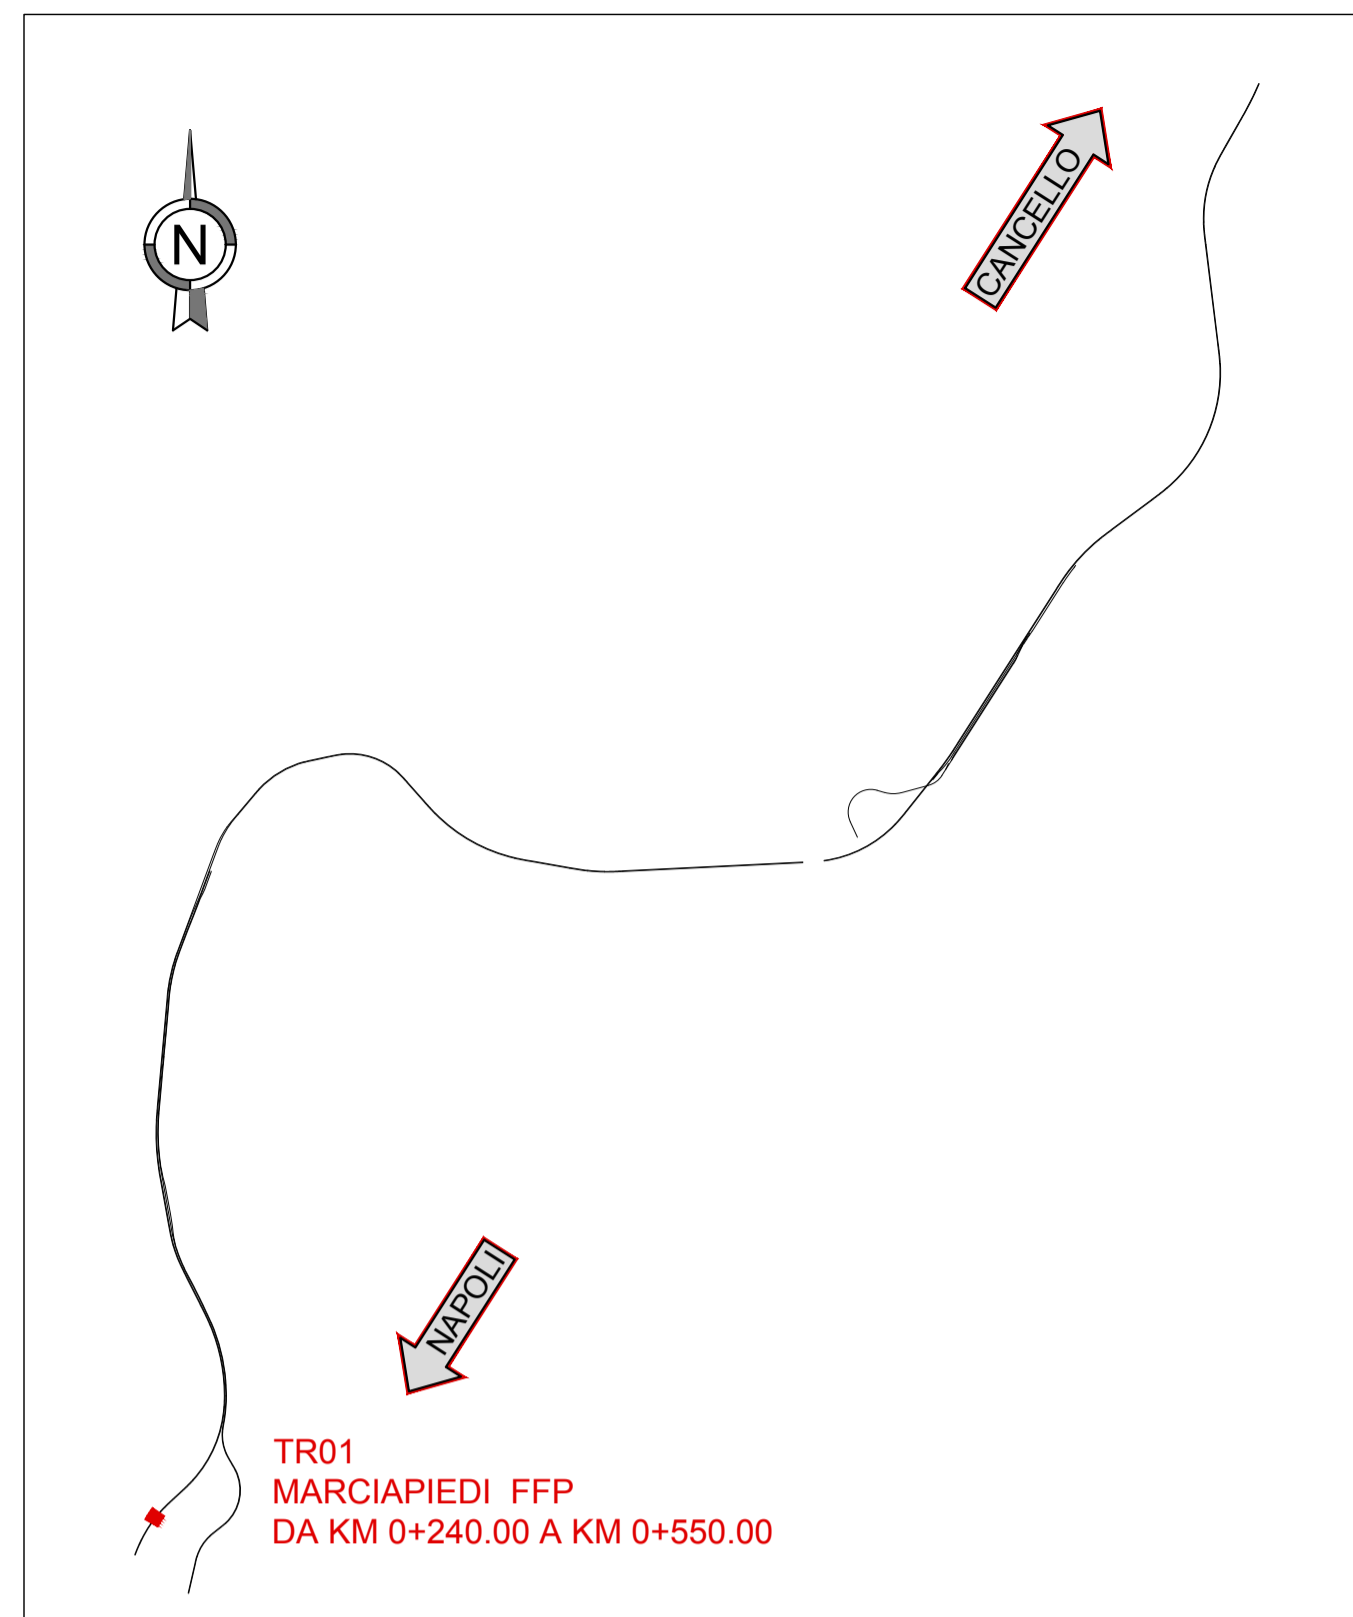 N
CANCELLO
NAPOLI
TR01
MARCIAPIEDI FFP
DA KM 0+240.00 A KM 0+550.00